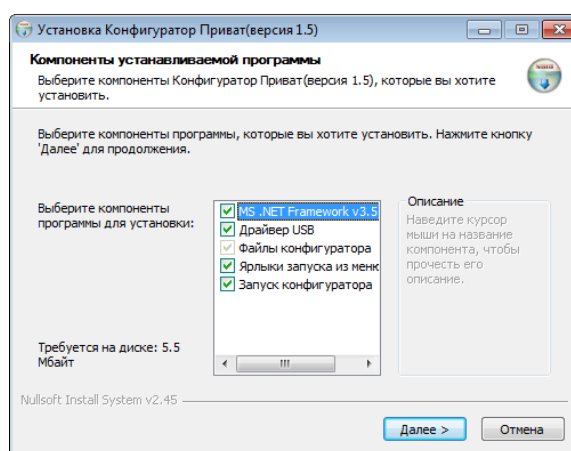 Установка Конфигуратор Приват(версия 1.5)
Компоненты устанавливаемой программы
Выберите компоненты Конфигуратор Приват(версия 1.5), которые вы хотите
установить.
Выберите компоненты программы, которые вы хотите установить. Нажмите кнопку
'Далее' для продолжения.
Выберите компоненты
программы для установки:
MS .NET Framework v3.5
Драйвер USB
Файлы конфигуратора
Ярлыки запуска из меню
Запуск конфигуратора
Описание
Наведите курсор
мыши на название
компонента, чтобы
прочесть его
описание.
Требуется на диске: 5.5
Мбайт
Nullsoft Install System v2.45
Далее >
Отмена